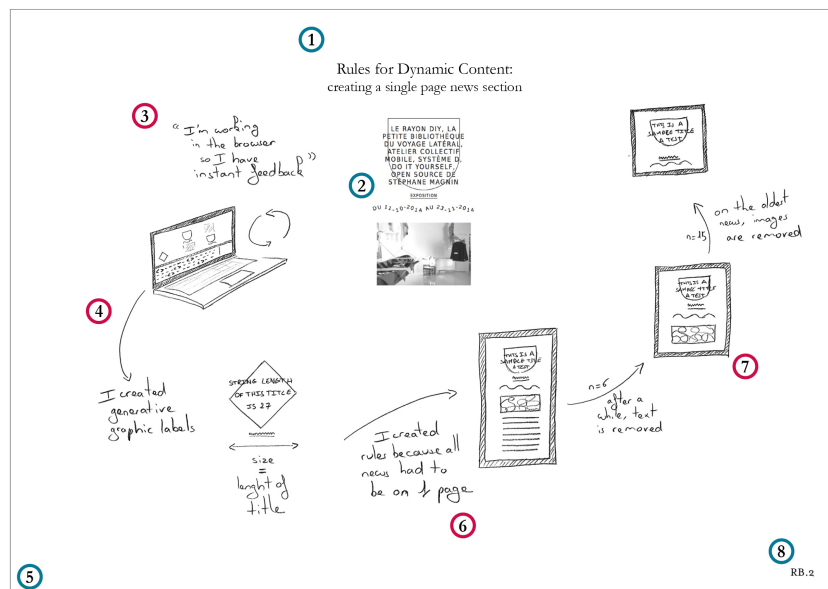 1
Rules for Dynamic Content:
creating a single page news section
3
"I'm working
in the browser
so I have
instant feedback"
2
LE RAYON DIY, LA
PETITE BIBLIOTHÈQUE
DU VOYAGE LATÉRAL,
ATELIER COLLECTIF
MOBILE, SYSTÈME D.
DO IT YOURSELF,
OPEN SOURCE DE
STÉPHANE MAGNIN
EXPOSITION
DU 11-10-2014 AU 22-11-2014
THIS IS A
SAMPLE TITLE
A TEST
on the oldest
news, images
are removed
n=15
4
I created
generative
graphic labels
STRING LENGTH
OF THIS TITLE
IS 27
size
=
lenght of
title
I created
rules because all
news had to
be on 1 page
6
THIS IS A
SAMPLE TITLE
A TEST
n=6
after a
while, text
is removed
THIS IS A
SAMPLE TITLE
A TEST
7
5
8
RB.2